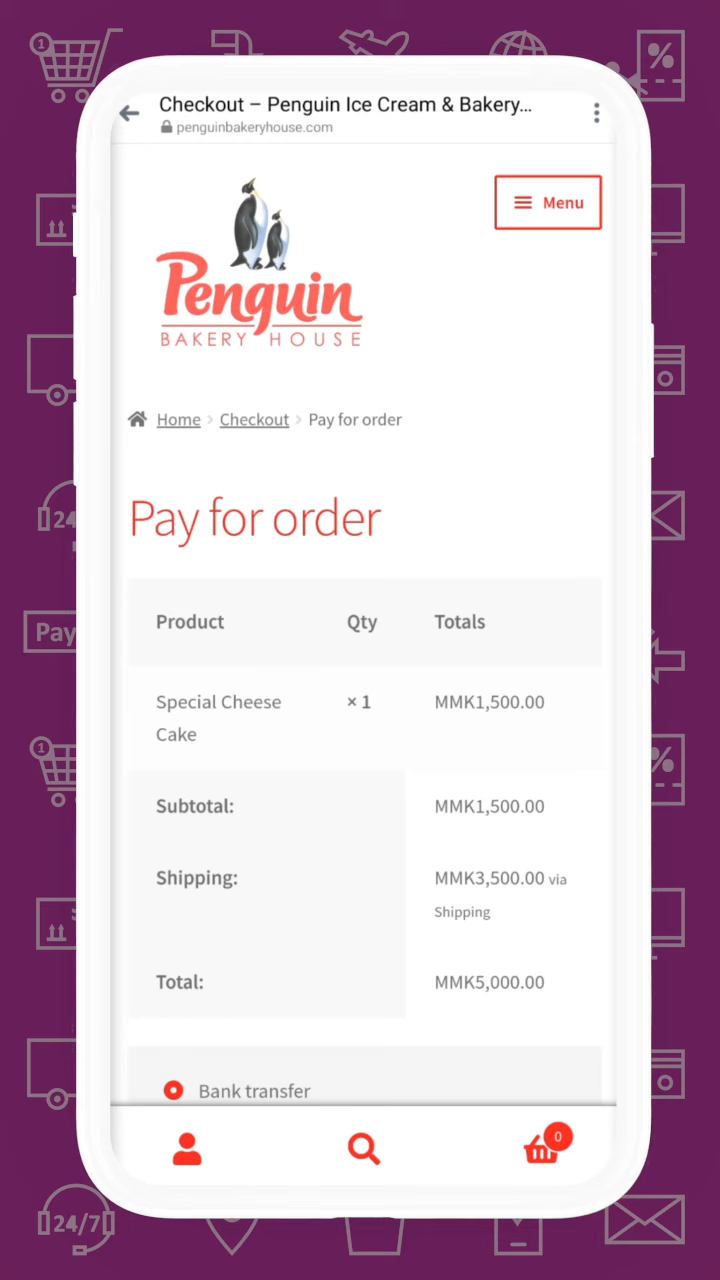 1
%
Checkout – Penguin Ice Cream & Bakery...
penguinbakeryhouse.com
Menu
Penguin
BAKERY HOUSE
Home › Checkout › Pay for order
24
Pay for order
Pay
Product Qty Totals
Special Cheese × 1 MMK1,500.00
Cake
1
%
Subtotal: MMK1,500.00
Shipping: MMK3,500.00 via
Shipping
Total: MMK5,000.00
Bank transfer
0
24/7